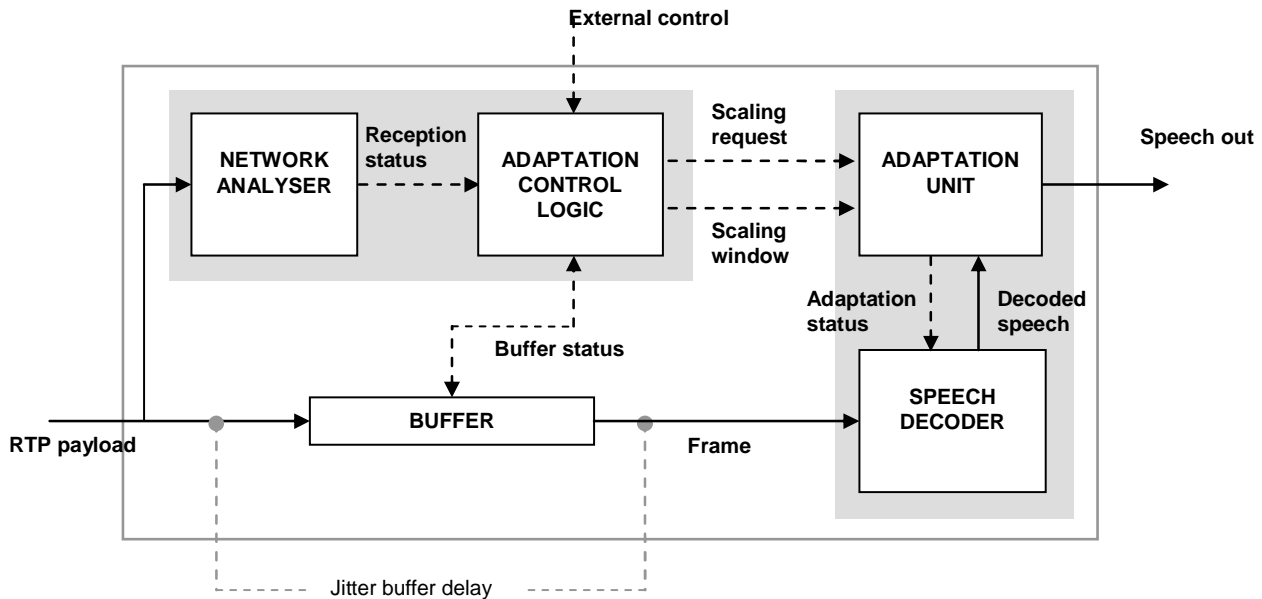 External control
NETWORK
ANALYSER
Reception
status
ADAPTATION
CONTROL
LOGIC
Scaling
request
Scaling
window
ADAPTATION
UNIT
Speech out
Adaptation
status
Decoded
speech
Buffer status
BUFFER
SPEECH
DECODER
RTP payload
Frame
Jitter buffer delay